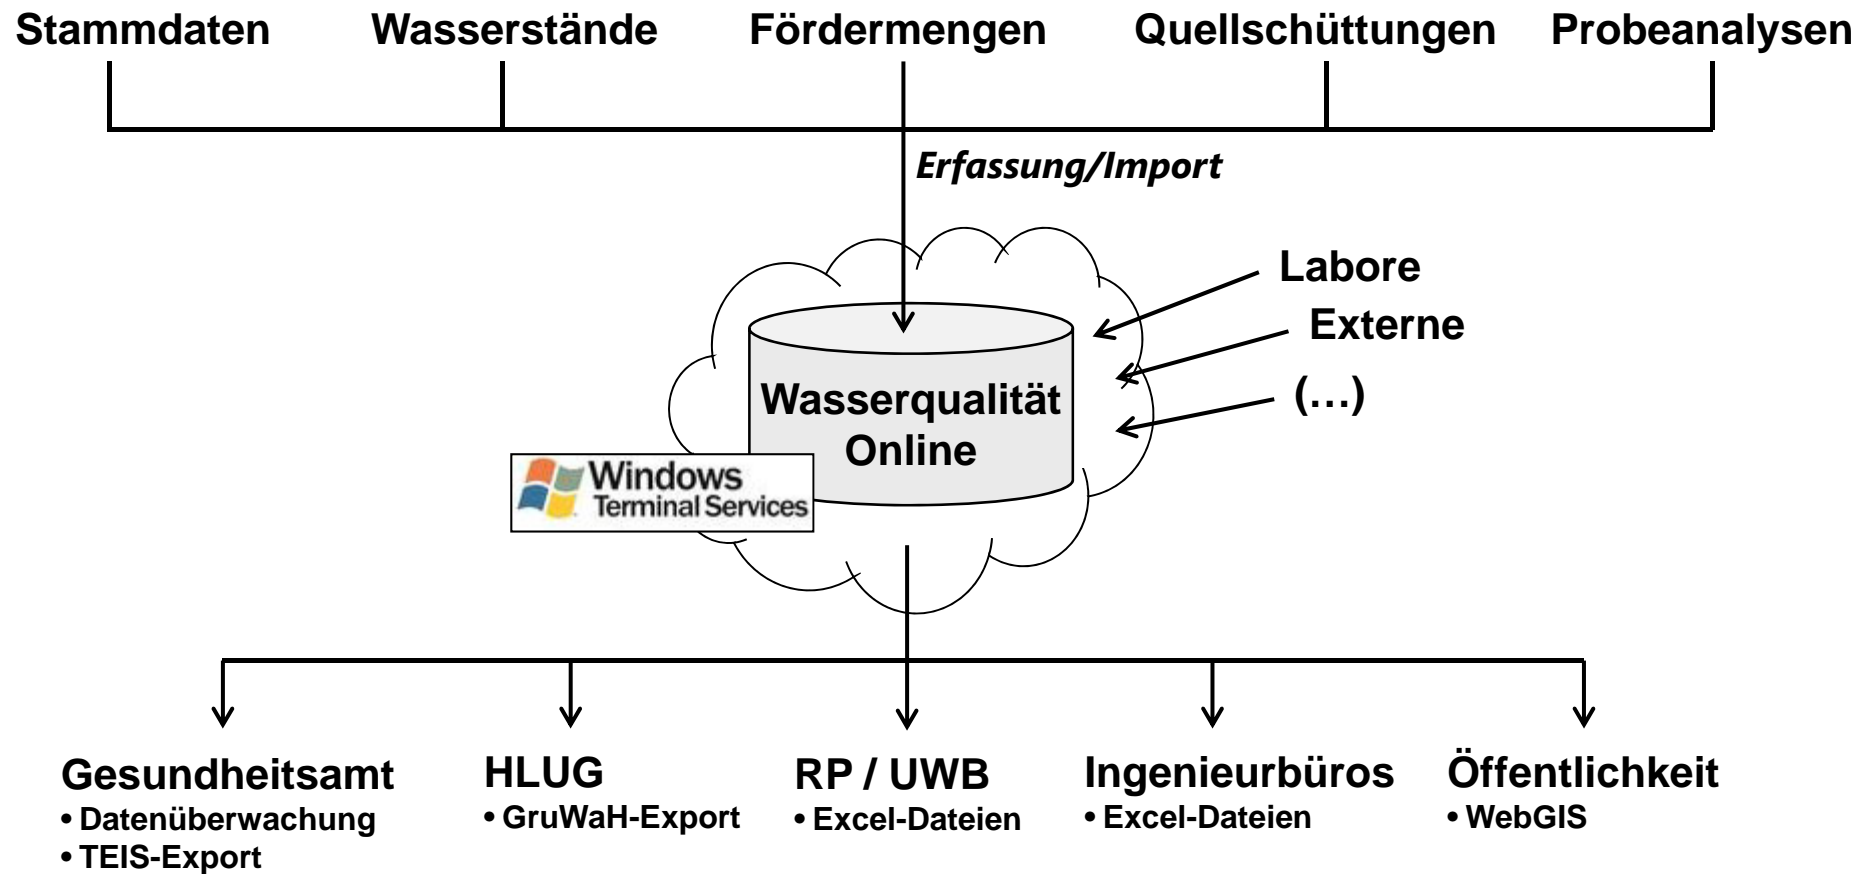 Stammdaten Wasserstände Fördermengen Quellschüttungen Probeanalysen
Erfassung/Import
Labore
Externe
(…)
Wasserqualität
Online
Windows
Terminal Services
Gesundheitsamt
• Datenüberwachung
• TEIS-Export
HLUG
• GruWaH-Export
RP / UWB
• Excel-Dateien
Ingenieurbüros
• Excel-Dateien
Öffentlichkeit
• WebGIS